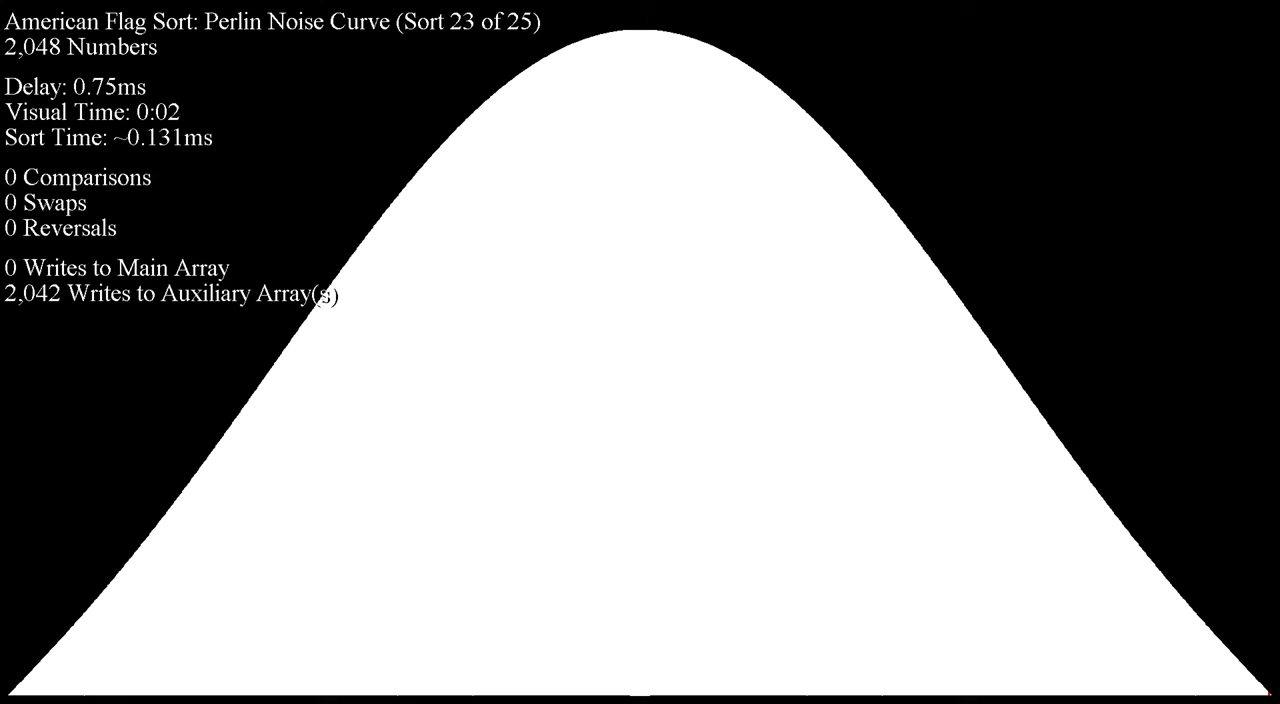 American Flag Sort: Perlin Noise Curve (Sort 23 of 25)
2,048 Numbers
Delay: 0.75ms
Visual Time: 0:02
Sort Time: ~0.131ms
0 Comparisons
0 Swaps
0 Reversals
0 Writes to Main Array
2,042 Writes to Auxiliary Array(s)